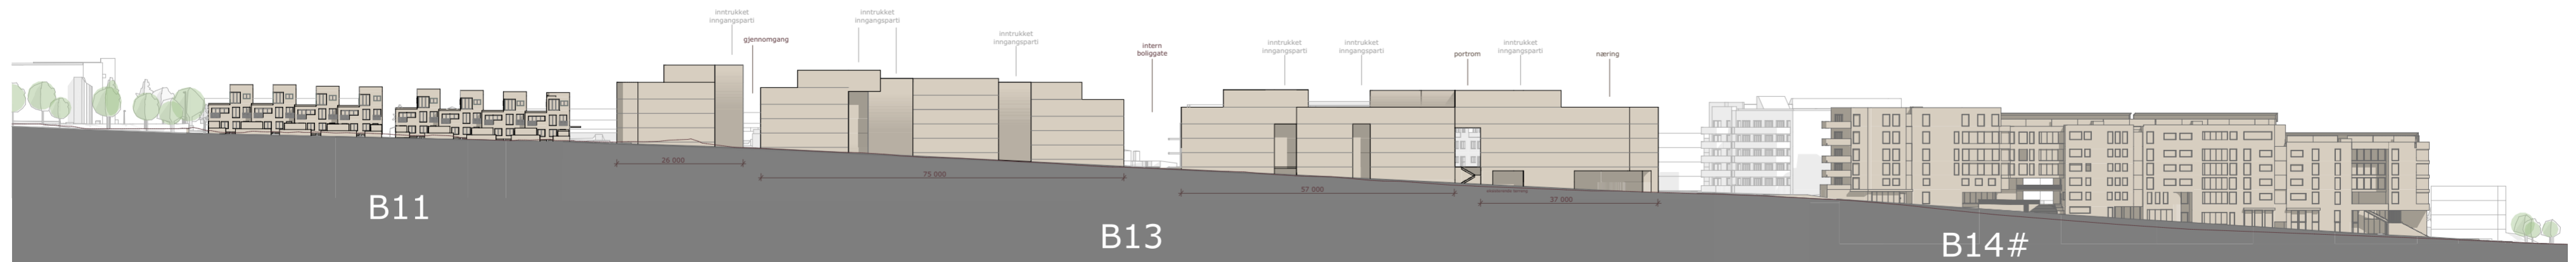 inntrukket
inngangsparti
gjennomgang
inntrukket
inngangsparti
inntrukket
inngangsparti
intern
boliggate
inntrukket
inngangsparti
inntrukket
inngangsparti
portrom
inntrukket
inngangsparti
næring
26 000
75 000
57 000
37 000
B11
B13
B14#